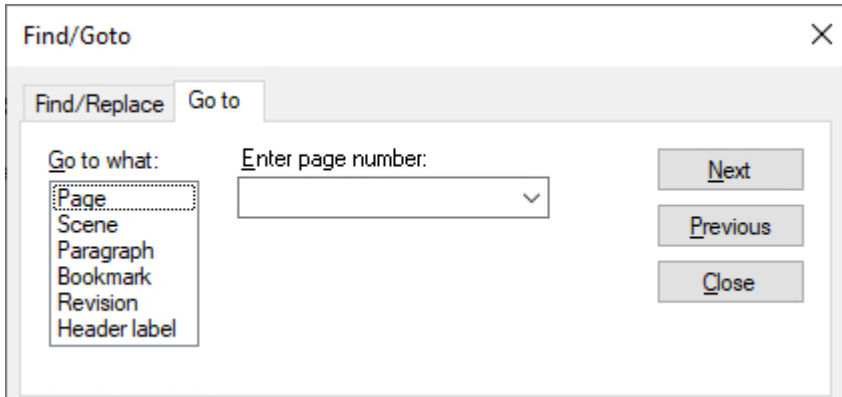 Find/Goto
Find/Replace Go to
Go to what:
Page
Scene
Paragraph
Bookmark
Revision
Header label
Enter page number:
Next
Previous
Close